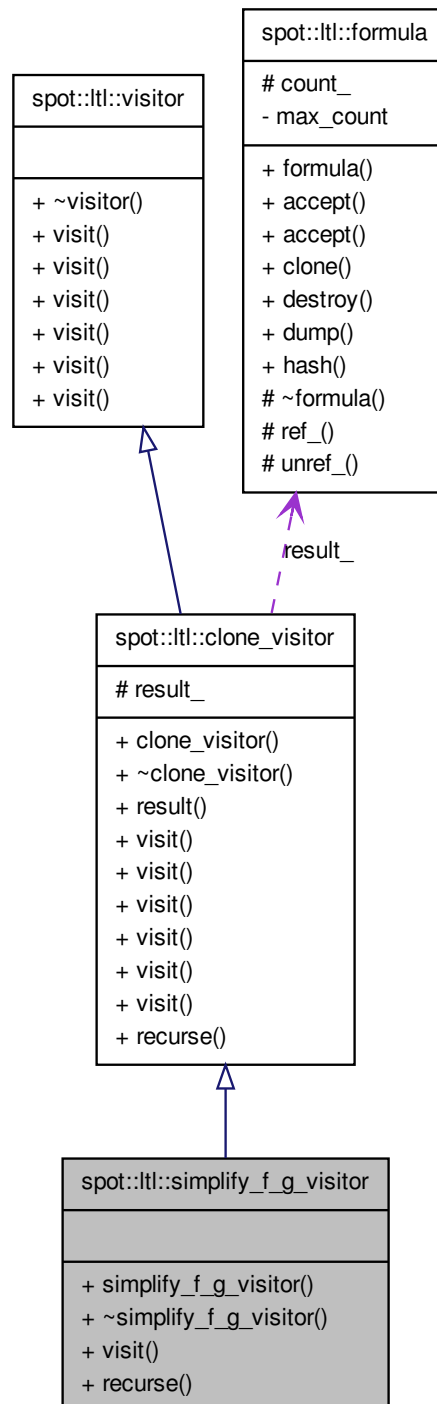 spot::ltl::formula
# count_
- max_count
+ formula()
+ accept()
+ accept()
+ clone()
+ destroy()
+ dump()
+ hash()
# ~formula()
# ref_()
# unref_()
spot::ltl::visitor
+ ~visitor()
+ visit()
+ visit()
+ visit()
+ visit()
+ visit()
+ visit()
result_
spot::ltl::clone_visitor
# result_
+ clone_visitor()
+ ~clone_visitor()
+ result()
+ visit()
+ visit()
+ visit()
+ visit()
+ visit()
+ visit()
+ recurse()
spot::ltl::simplify_f_g_visitor
+ simplify_f_g_visitor()
+ ~simplify_f_g_visitor()
+ visit()
+ recurse()